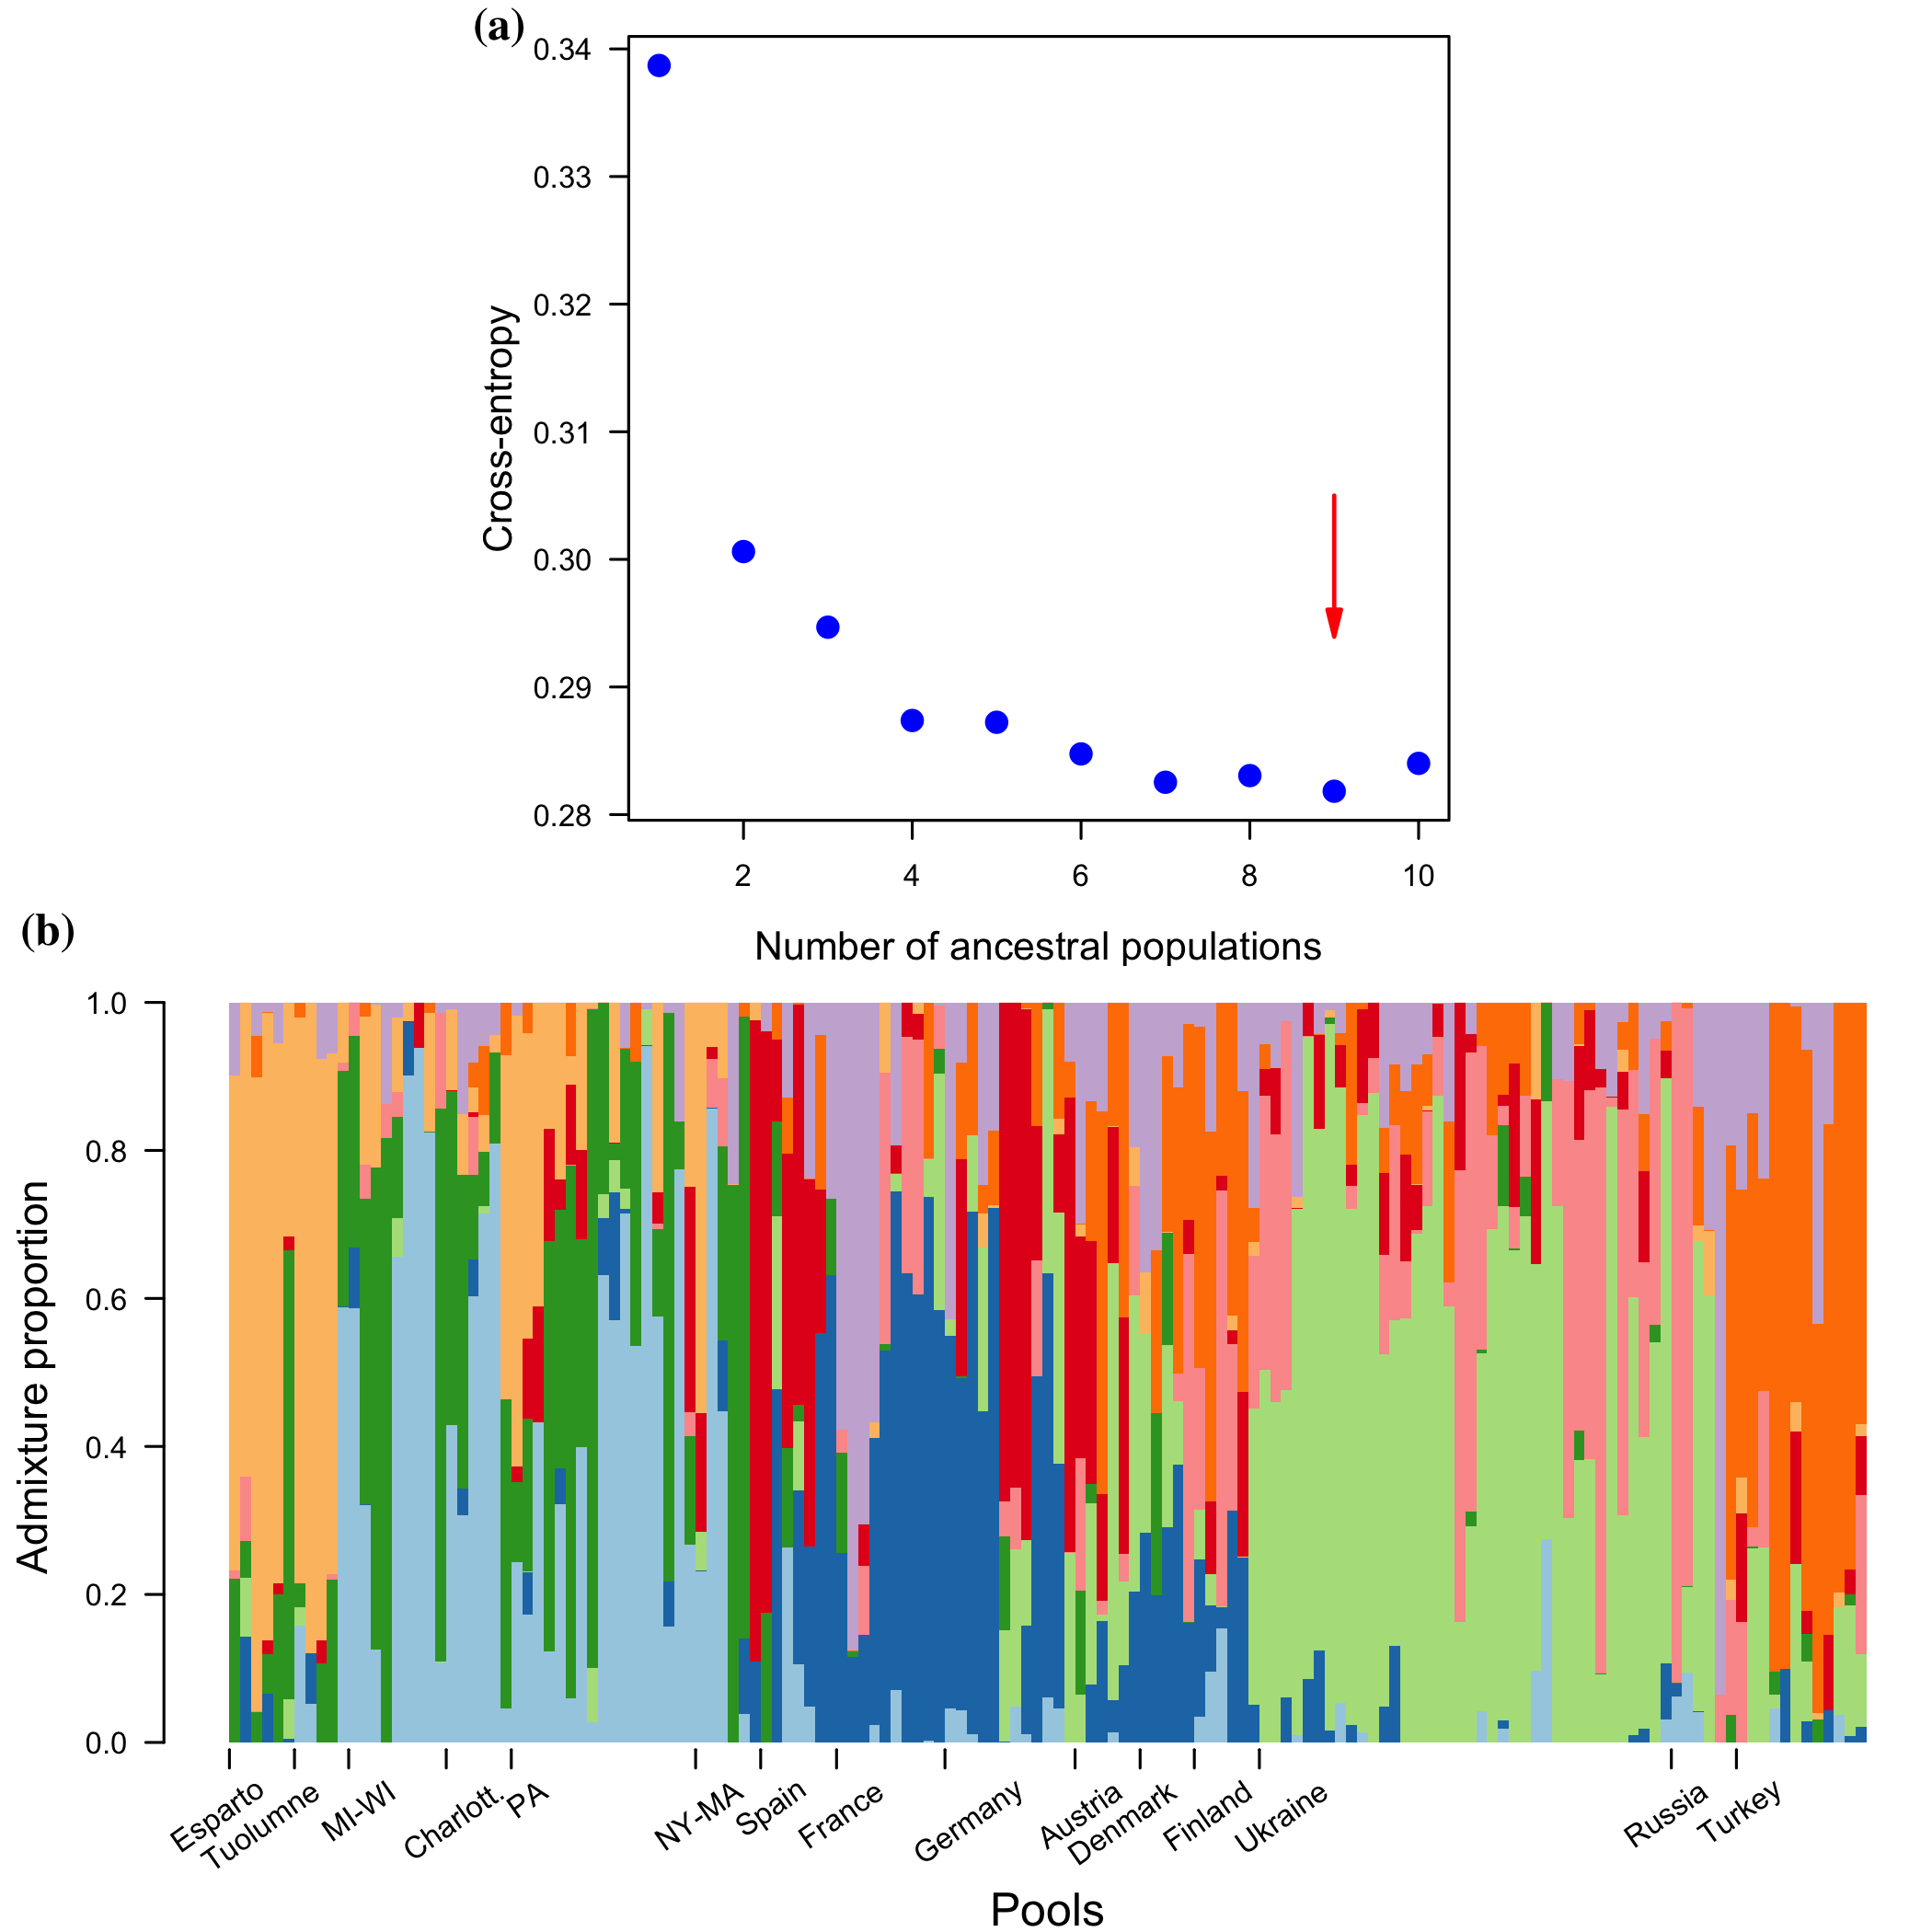 (a)
0.34
0.33
0.32
0.31
0.30
0.29
0.28
Cross-entropy
2 4 6 8 10
Number of ancestral populations
(b)
1.0
0.8
0.6
0.4
0.2
0.0
Admixture proportion
Esparto Tuolumne MI-WI Charlott. PA NY-MA Spain France Germany Austria Denmark Finland Ukraine Russia Turkey
Pools